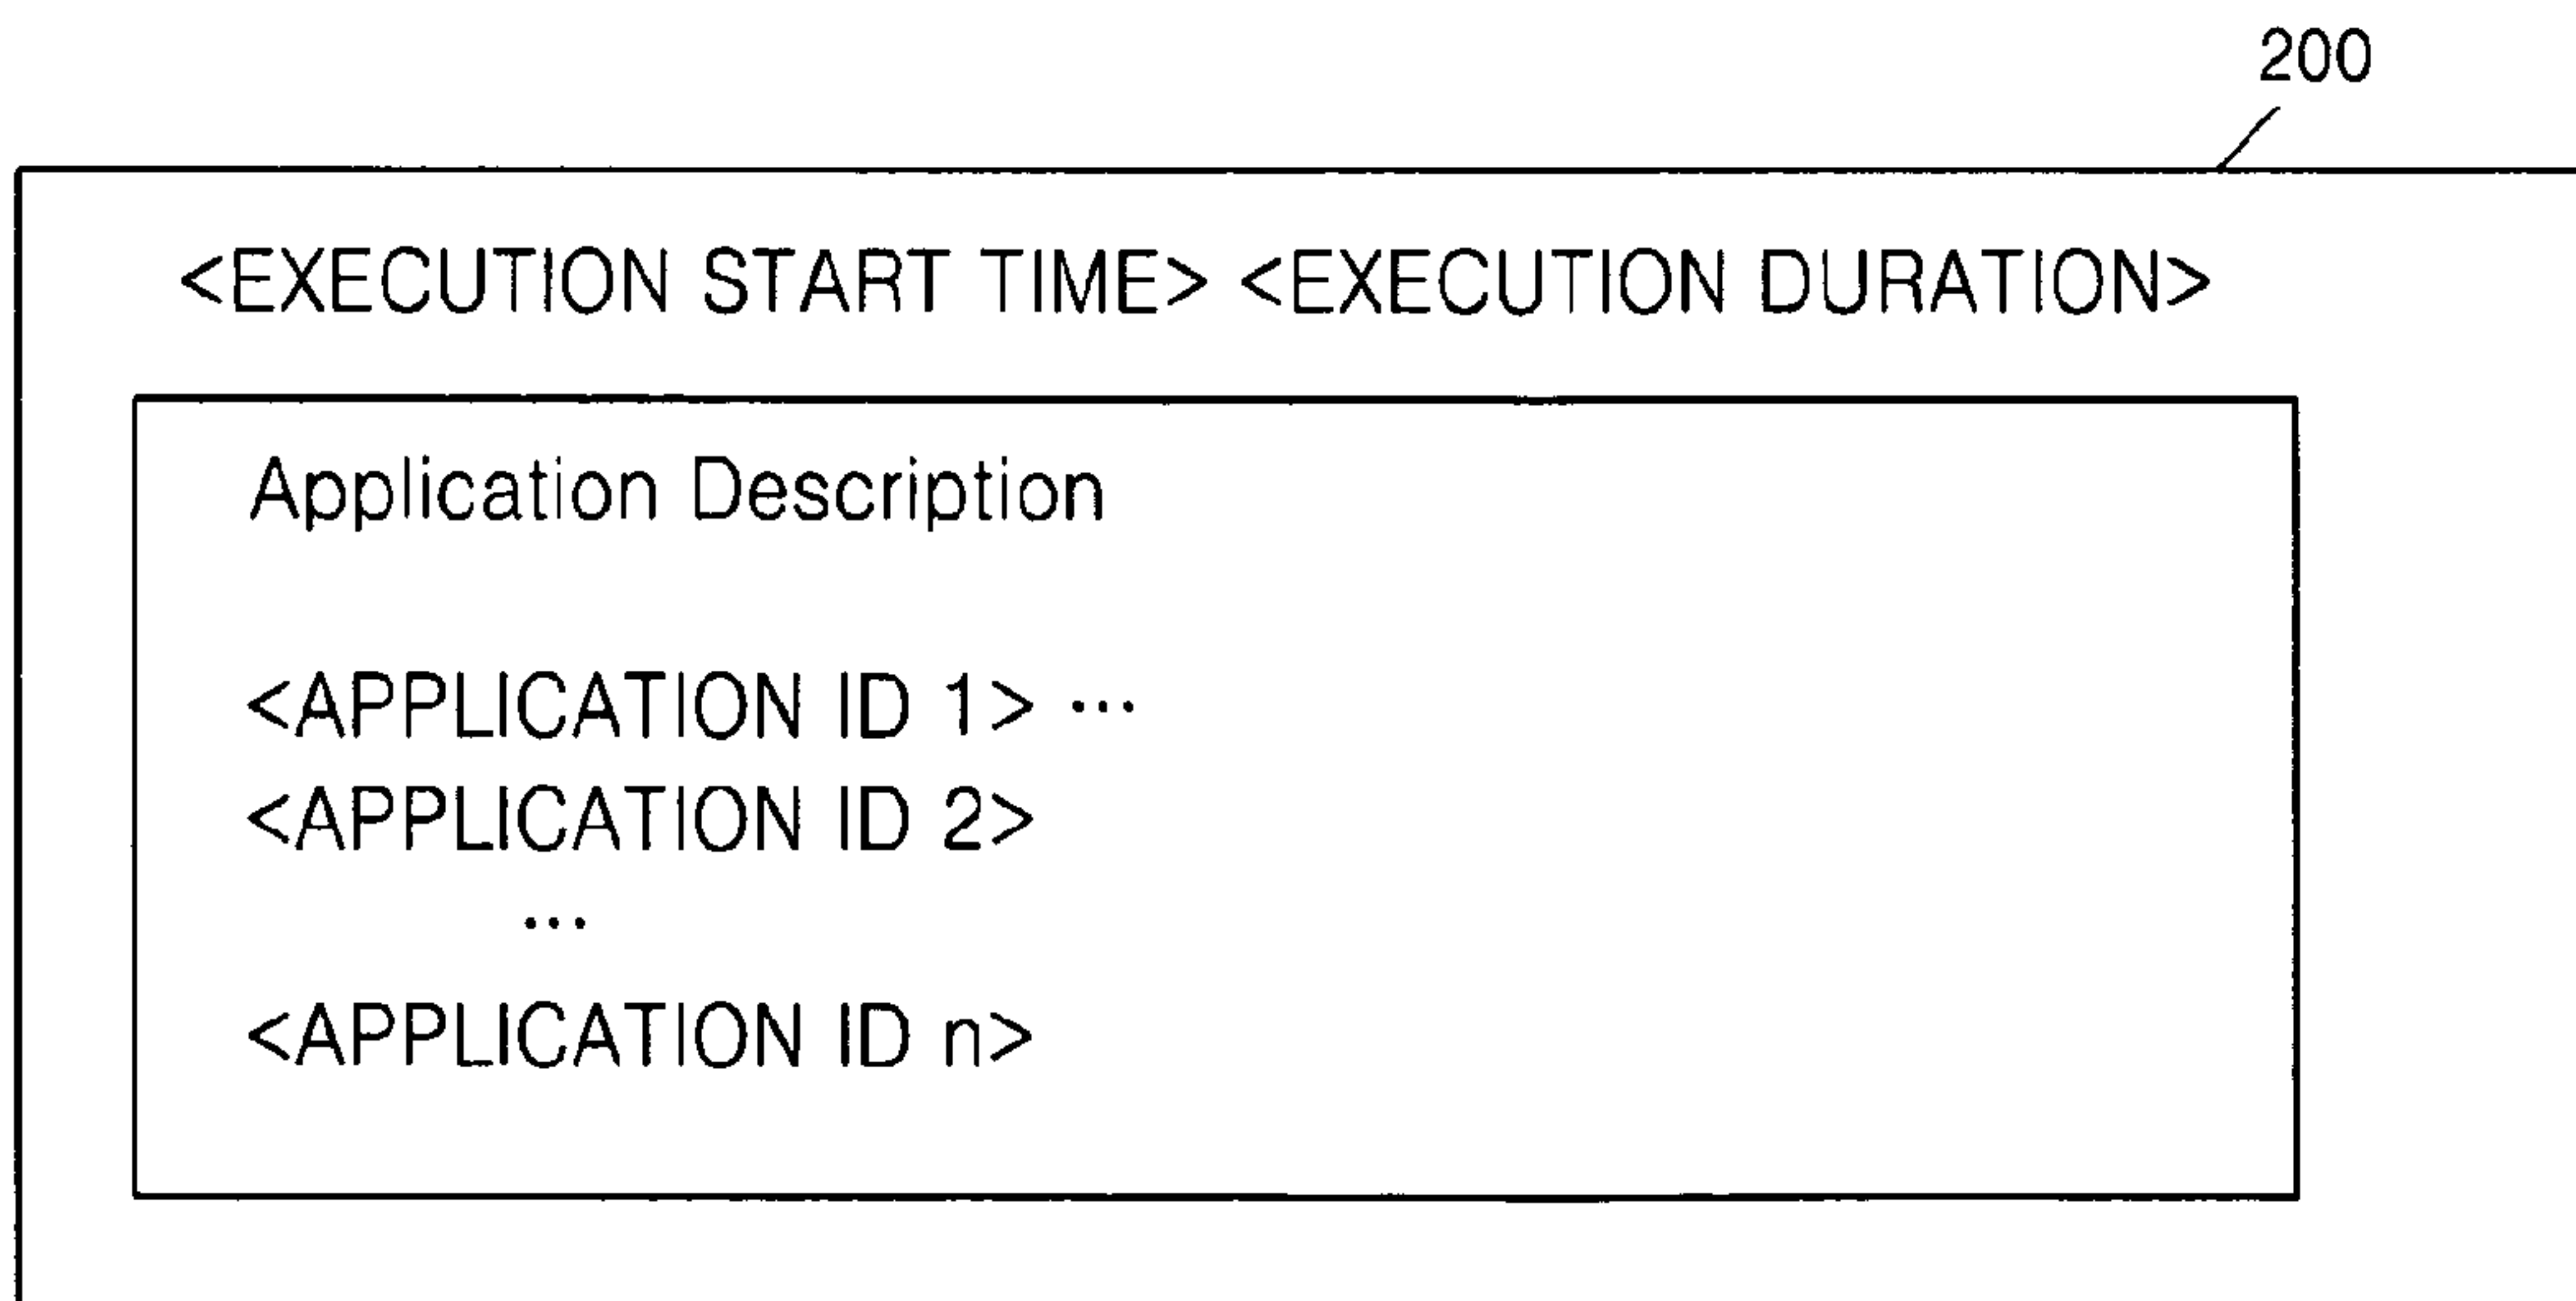 200
<EXECUTION START TIME> <EXECUTION DURATION>
Application Description
<APPLICATION ID 1> ...
<APPLICATION ID 2>
...
<APPLICATION ID n>